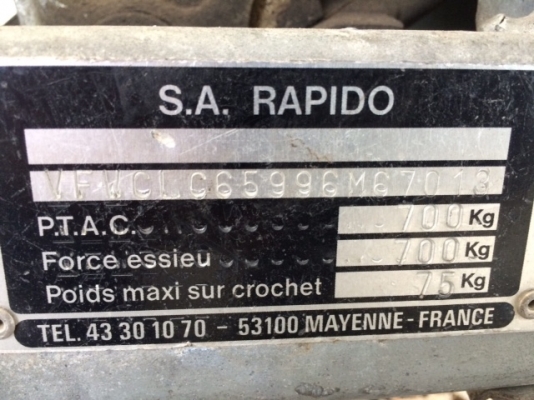 S.A. RAPIDO
P.T.A.C. 700 Kg
Force essieu 700 Kg
Poids maxi sur crochet 75 Kg
TEL. 43 30 10 70 - 53100 MAYENNE - FRANCE